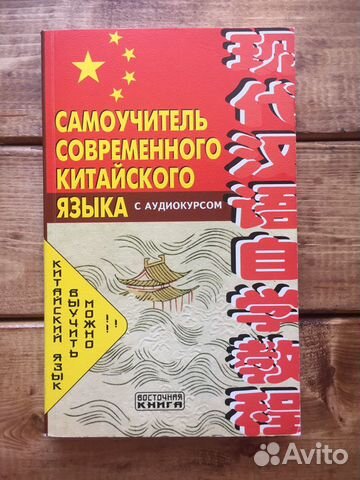 САМОУЧИТЕЛЬ
СОВРЕМЕННОГО
КИТАЙСКОГО
ЯЗЫКА С АУДИОКУРСОМ
现代汉语自学教程
КИТАЙСКИЙ ЯЗЫК
ВЫУЧИТЬ
МОЖНО
!!!
ВОСТОЧНАЯ
КНИГА
Avito